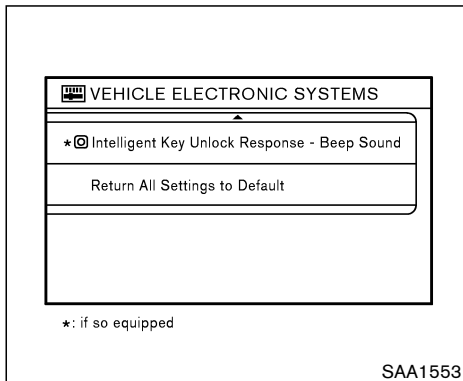 VEHICLE ELECTRONIC SYSTEMS
* Intelligent Key Unlock Response - Beep Sound
Return All Settings to Default
*: if so equipped
SAA1553